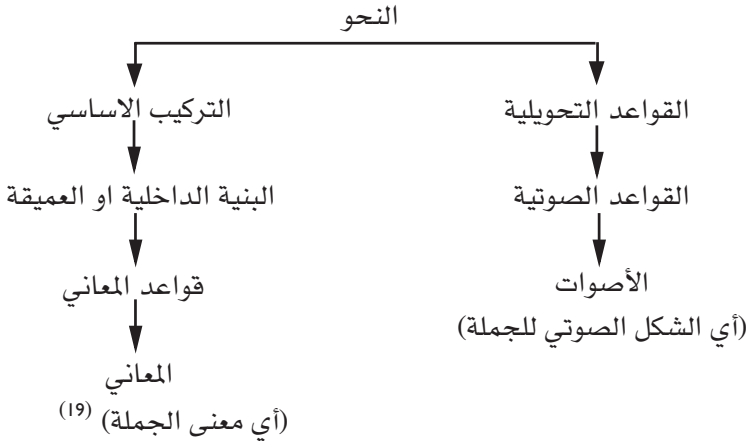 النحو
القواعد التحويلية
التركيب الاساسي
القواعد الصوتية
البنية الداخلية او العميقة
الأصوات
(أي الشكل الصوتي للجملة)
قواعد المعاني
المعاني
(أي معنى الجملة) (19)